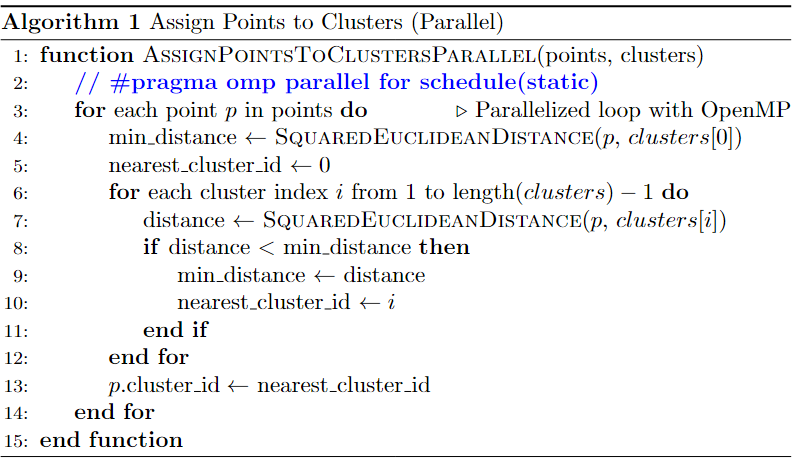 Algorithm 1 Assign Points to Clusters (Parallel)
1: function ASSIGNPOINTSTOCLUSTERSPARALLEL(points, clusters)
2: // #pragma omp parallel for schedule(static)
3: for each point p in points do ▷ Parallelized loop with OpenMP
4: min_distance ← SQUAREDEUCLIDEANDISTANCE(p, clusters[0])
5: nearest_cluster_id ← 0
6: for each cluster index i from 1 to length(clusters) − 1 do
7: distance ← SQUAREDEUCLIDEANDISTANCE(p, clusters[i])
8: if distance < min_distance then
9: min_distance ← distance
10: nearest_cluster_id ← i
11: end if
12: end for
13: p.cluster_id ← nearest_cluster_id
14: end for
15: end function